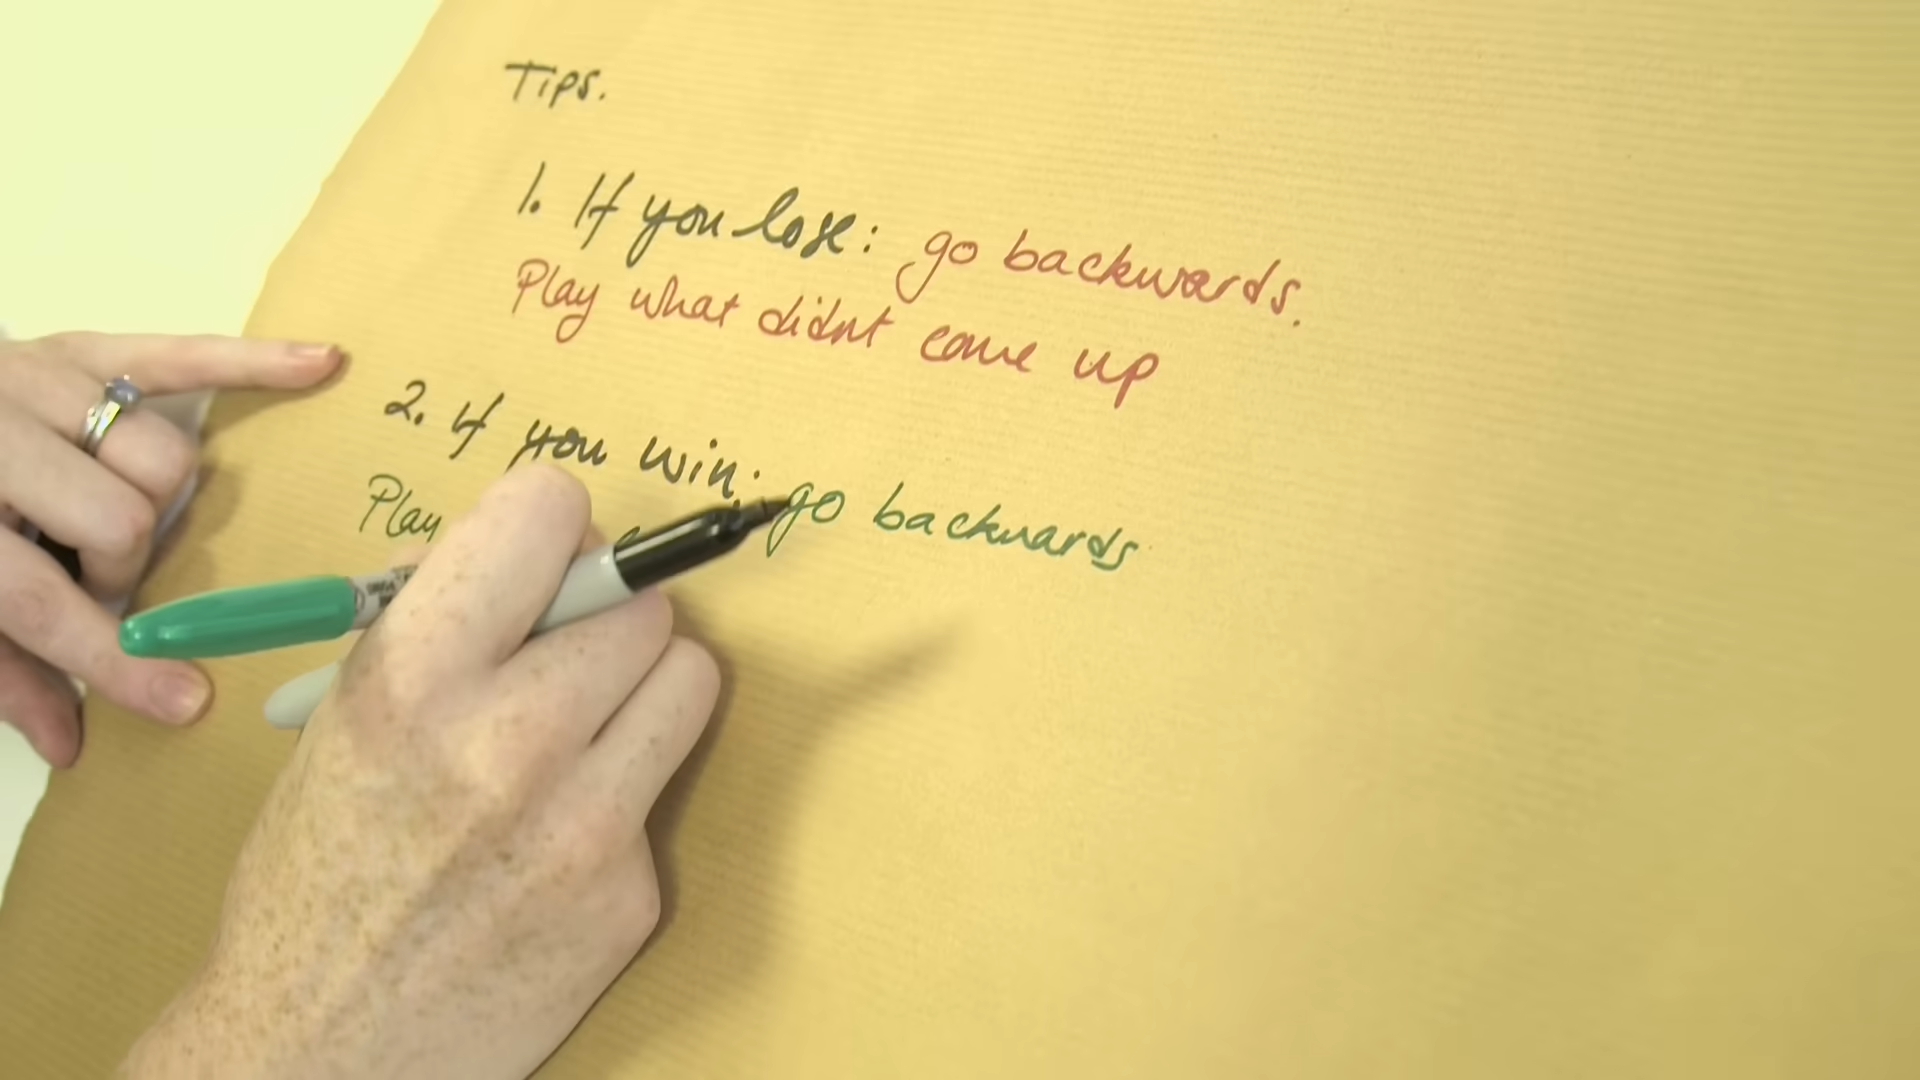 Tips.
1. If you lose: go backwards.
Play what didnt come up
2. If you win: go backwards
Play